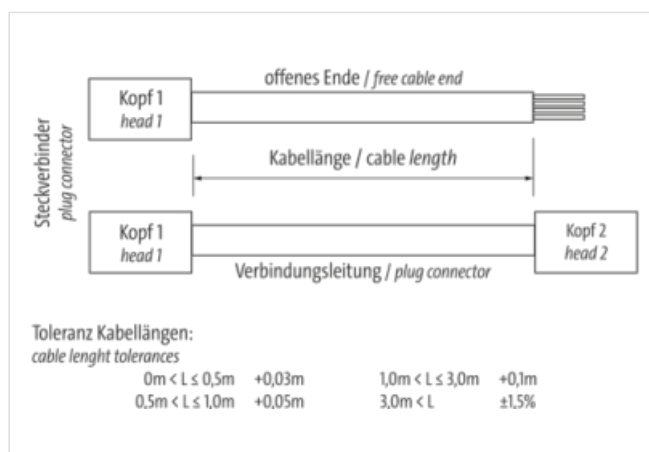 offenes Ende / free cable end
Kopf 1
head 1
Steckverbinder
plug connector
Kabellänge / cable length
Kopf 1
head 1
Kopf 2
head 2
Verbindungsleitung / plug connector
Toleranz Kabellängen:
cable lenght tolerances
0m < L ≤ 0,5m +0,03m 1,0m < L ≤ 3,0m +0,1m
0,5m < L ≤ 1,0m +0,05m 3,0m < L ±1,5%